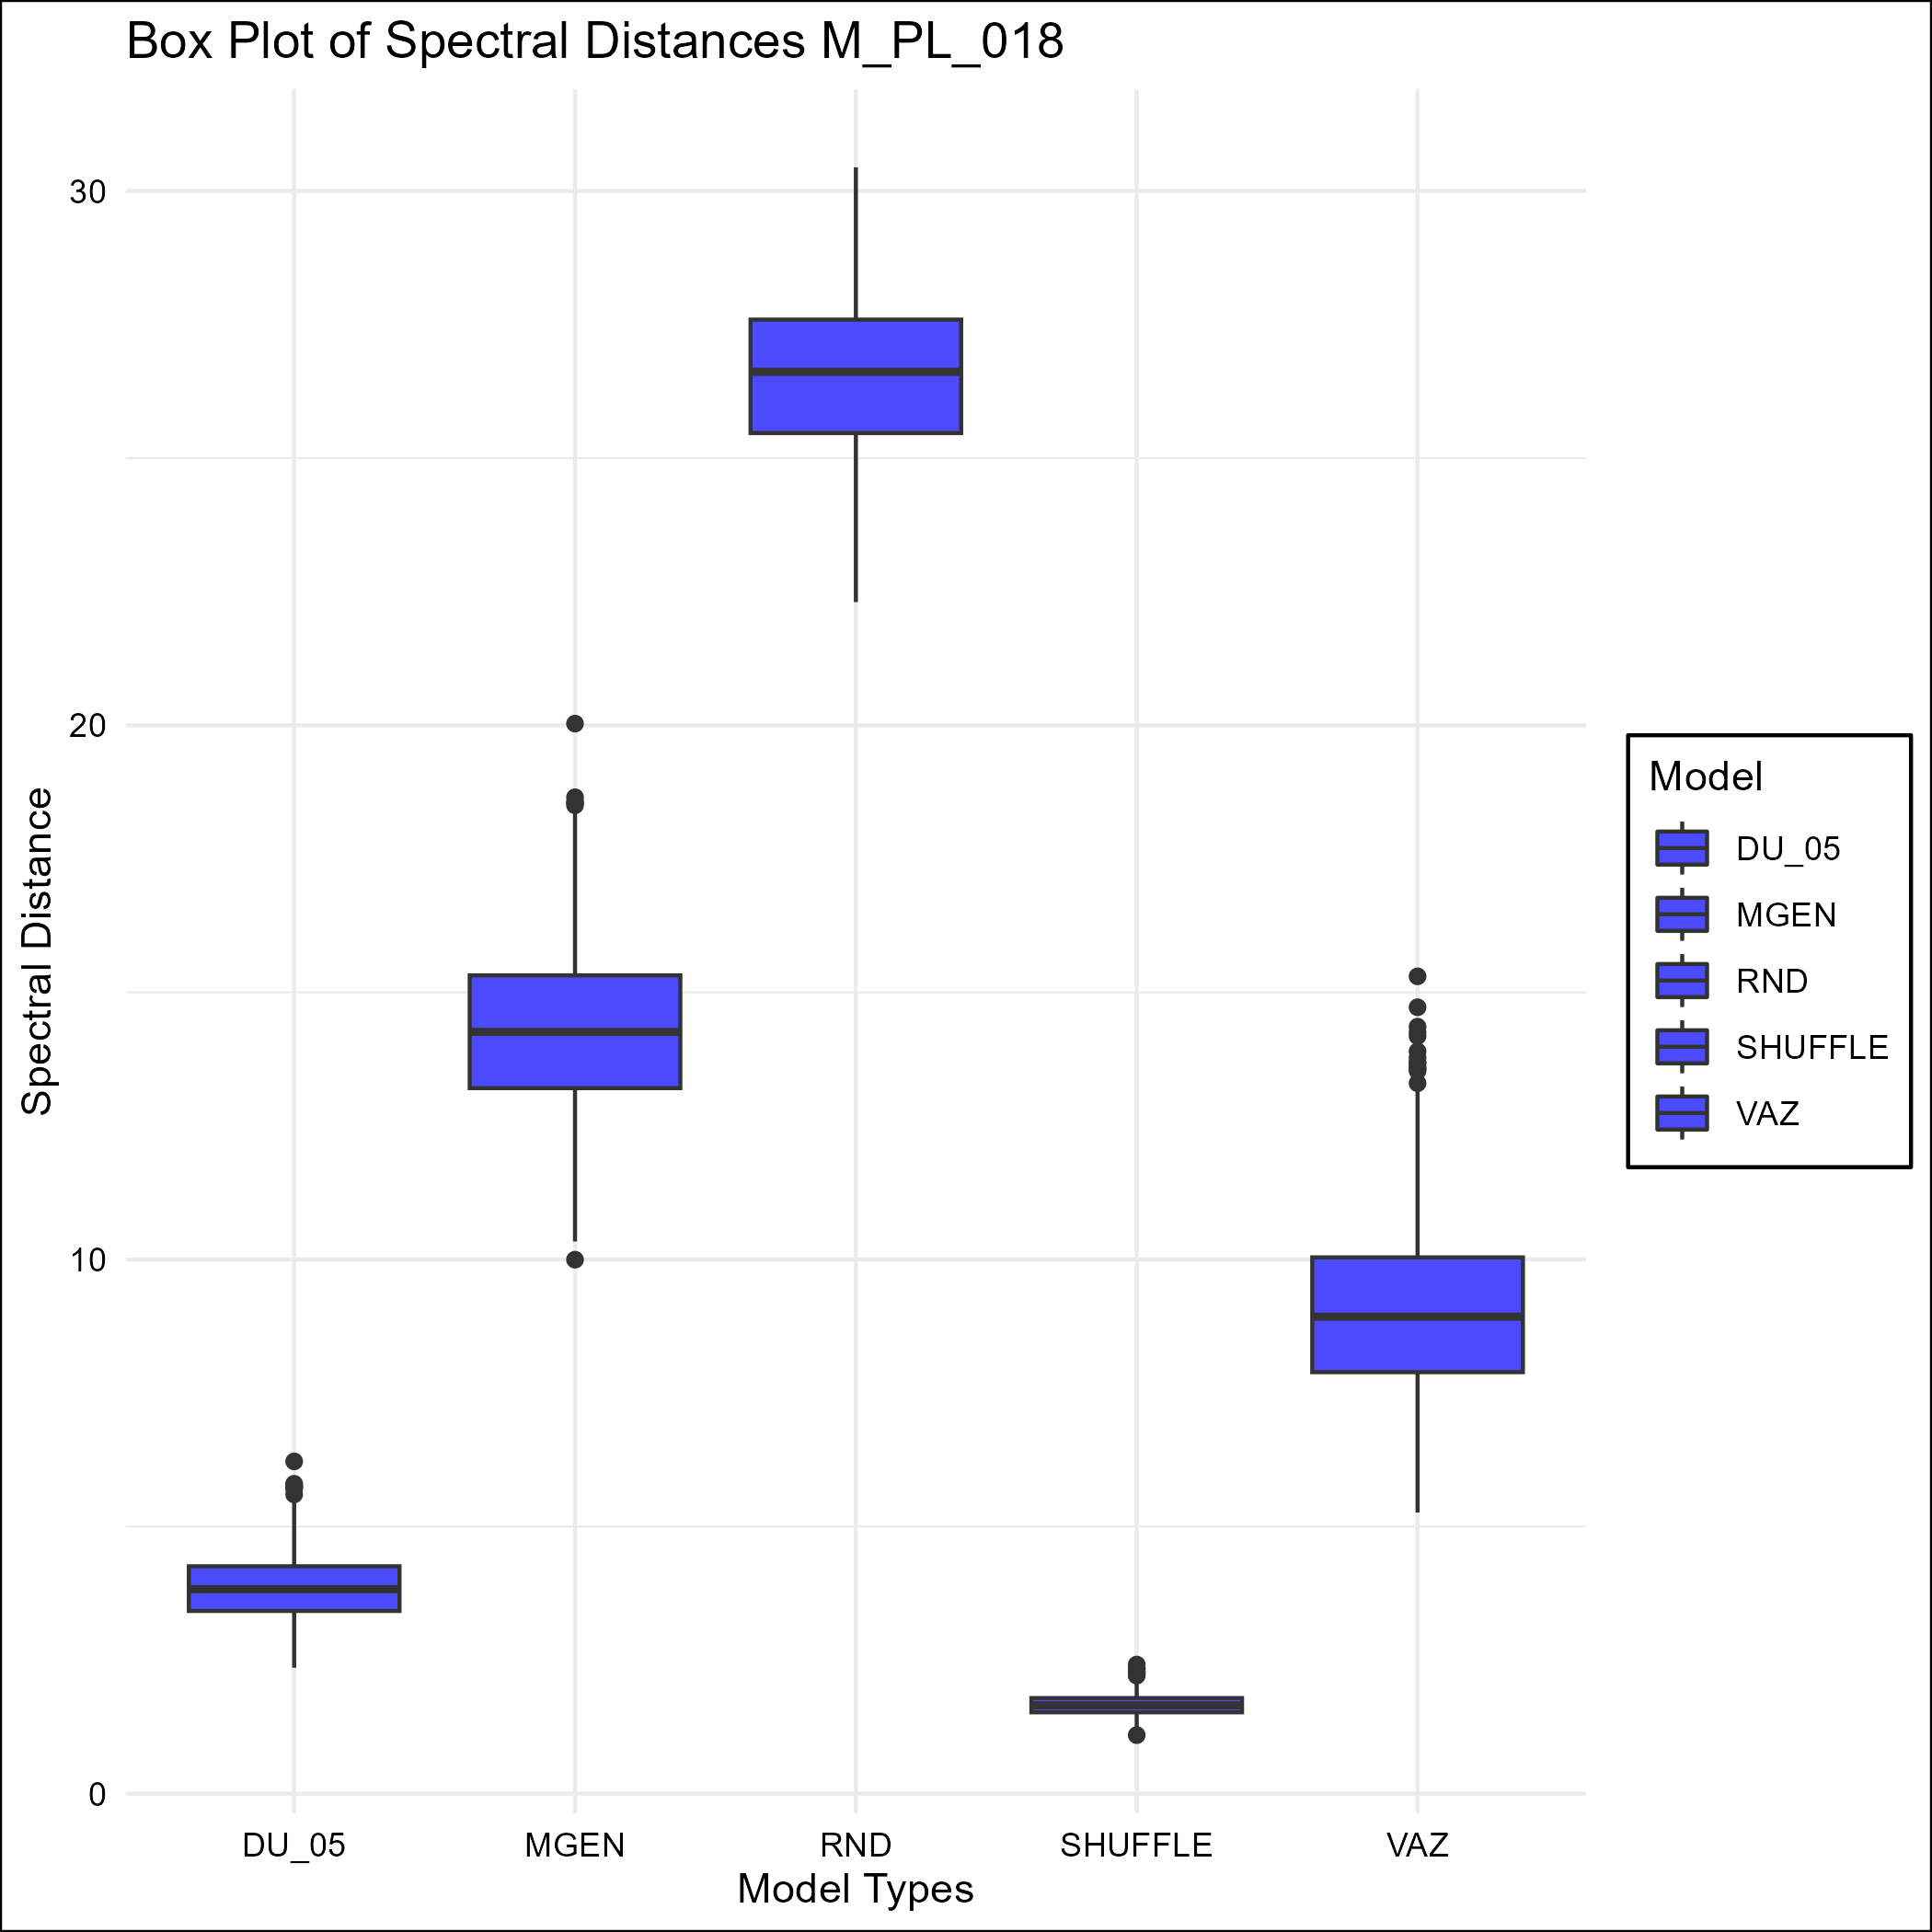 Box Plot of Spectral Distances M_PL_018
30
20
10
0
Spectral Distance
DU_05
MGEN
RND
SHUFFLE
VAZ
Model Types
Model
DU_05
MGEN
RND
SHUFFLE
VAZ